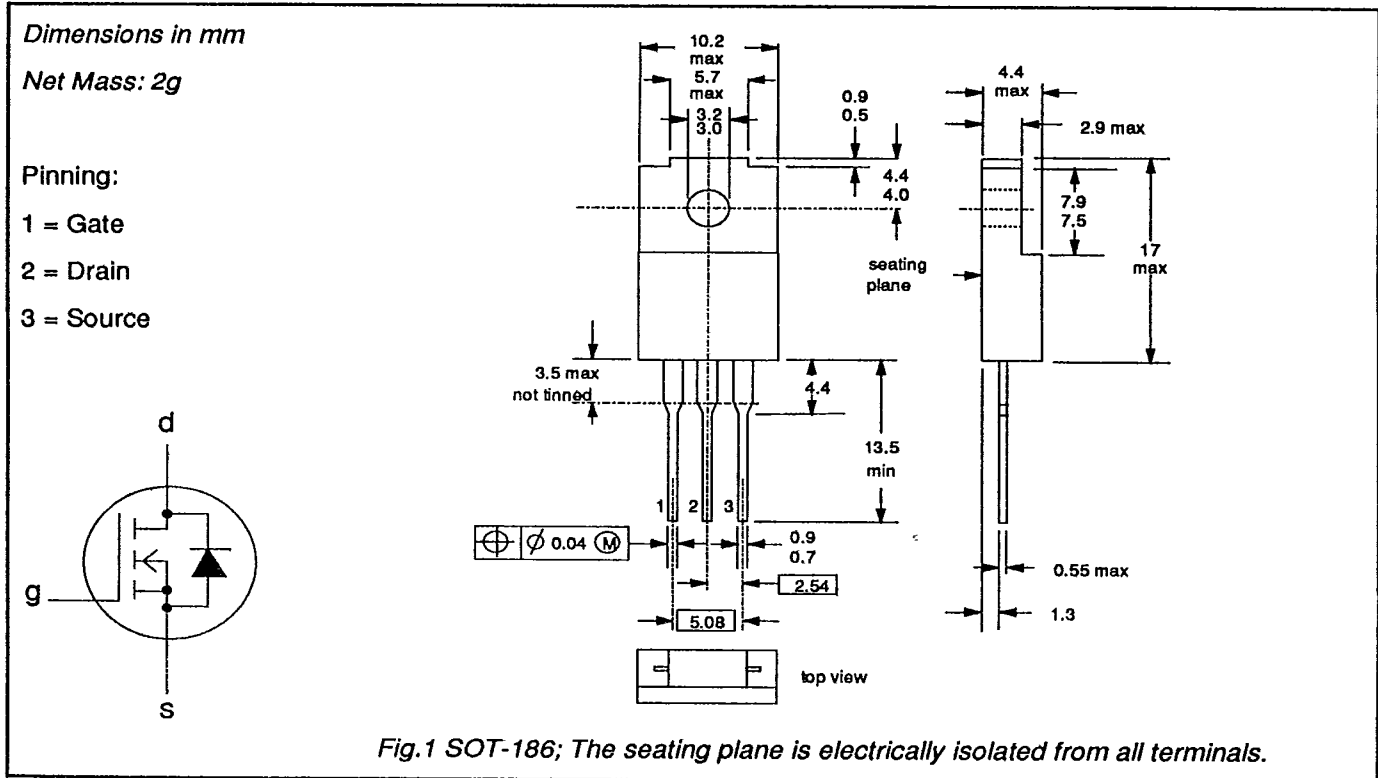 Dimensions in mm
Net Mass: 2g
Pinning:
1 = Gate
2 = Drain
3 = Source
d
g
s
10.2
max
5.7
max
3.2
3.0
0.9
0.5
4.4
4.0
seating
plane
3.5 max
not tinned
4.4
13.5
min
1 2 3
⌖ Ø 0.04 Ⓜ
0.9
0.7
2.54
5.08
top view
4.4
max
2.9 max
7.9
7.5
17
max
0.55 max
1.3
Fig.1 SOT-186; The seating plane is electrically isolated from all terminals.